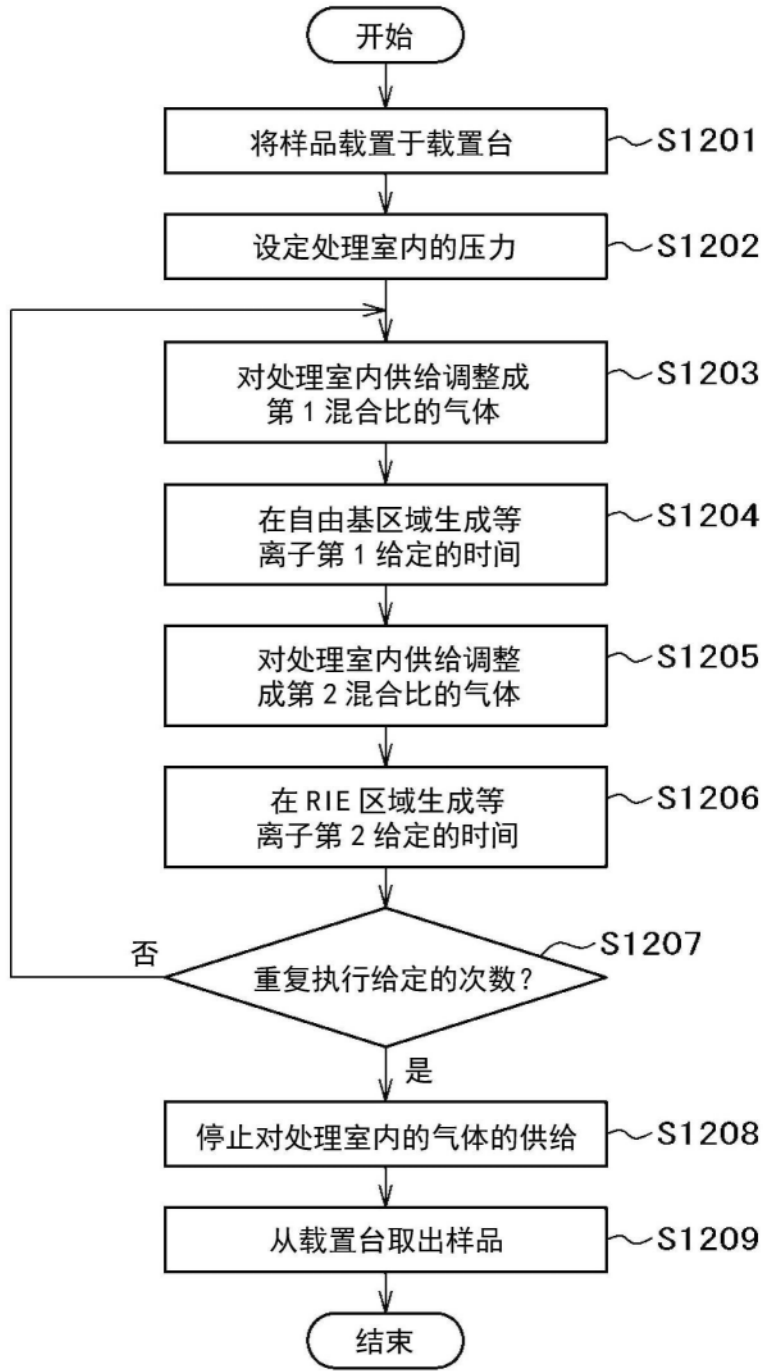 开始
将样品载置于载置台
S1201
设定处理室内的压力
S1202
对处理室内供给调整成
第1混合比的气体
S1203
在自由基区域生成等
离子第1给定的时间
S1204
对处理室内供给调整
成第2混合比的气体
S1205
在RIE区域生成等
离子第2给定的时间
S1206
否
重复执行给定的次数?
S1207
是
停止对处理室内的气体的供给
S1208
从载置台取出样品
S1209
结束